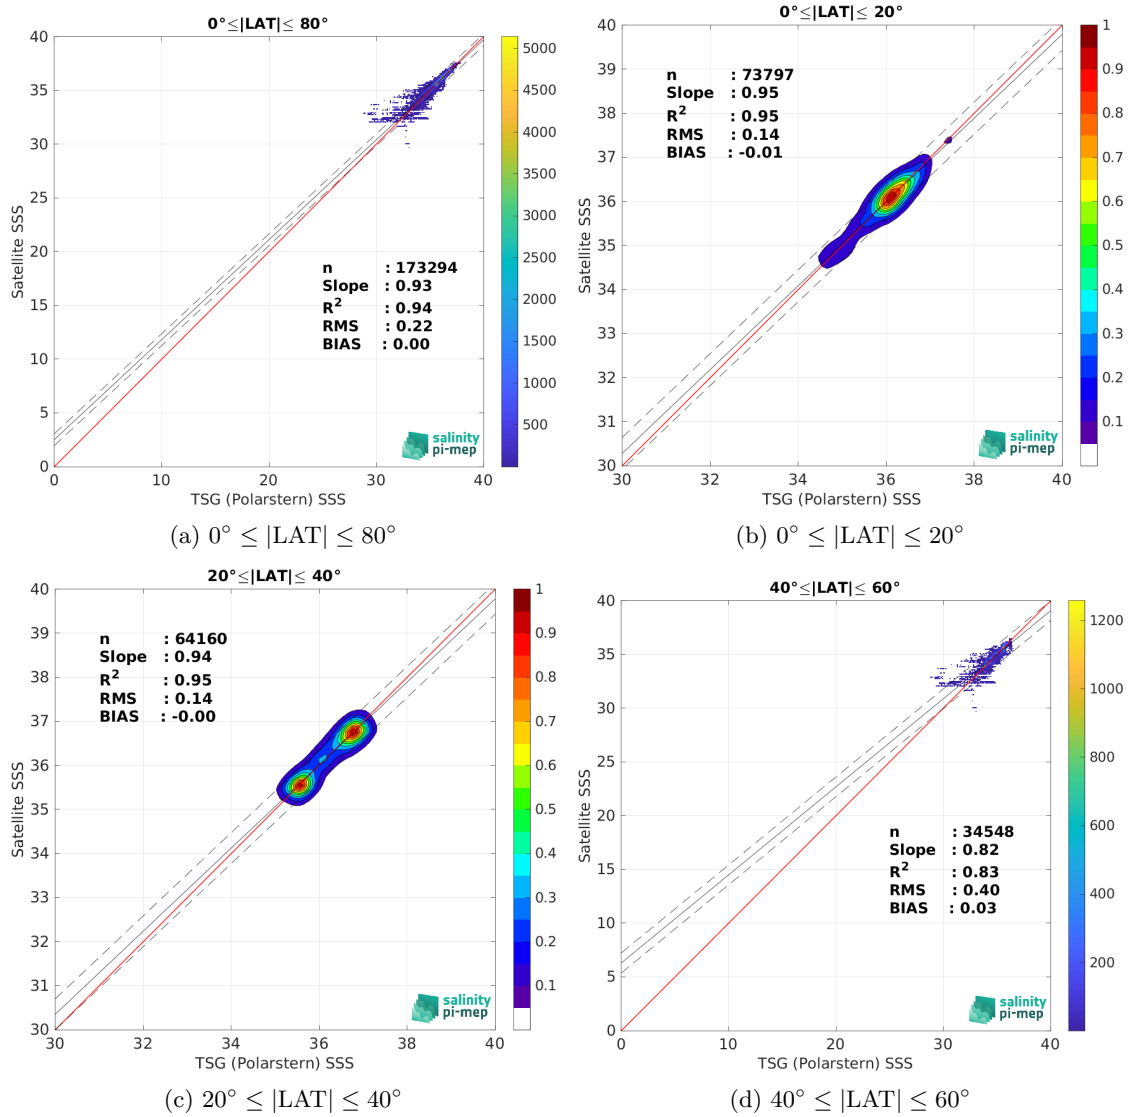 0°≤|LAT|≤ 80°
40
35
30
25
20
15
10
5
0
0
10
20
30
40
Satellite SSS
TSG (Polarstern) SSS
n : 173294
Slope : 0.93
R² : 0.94
RMS : 0.22
BIAS : 0.00
salinity
pi-mep
5000
4500
4000
3500
3000
2500
2000
1500
1000
500
(a) 0° ≤ |LAT| ≤ 80°
0°≤|LAT|≤ 20°
40
39
38
37
36
35
34
33
32
31
30
30
32
34
36
38
40
Satellite SSS
TSG (Polarstern) SSS
n : 73797
Slope : 0.95
R² : 0.95
RMS : 0.14
BIAS : -0.01
salinity
pi-mep
1
0.9
0.8
0.7
0.6
0.5
0.4
0.3
0.2
0.1
(b) 0° ≤ |LAT| ≤ 20°
20°≤|LAT|≤ 40°
40
39
38
37
36
35
34
33
32
31
30
30
32
34
36
38
40
Satellite SSS
TSG (Polarstern) SSS
n : 64160
Slope : 0.94
R² : 0.95
RMS : 0.14
BIAS : -0.00
salinity
pi-mep
1
0.9
0.8
0.7
0.6
0.5
0.4
0.3
0.2
0.1
(c) 20° ≤ |LAT| ≤ 40°
40°≤|LAT|≤ 60°
40
35
30
25
20
15
10
5
0
0
10
20
30
40
Satellite SSS
TSG (Polarstern) SSS
n : 34548
Slope : 0.82
R² : 0.83
RMS : 0.40
BIAS : 0.03
salinity
pi-mep
1200
1000
800
600
400
200
(d) 40° ≤ |LAT| ≤ 60°